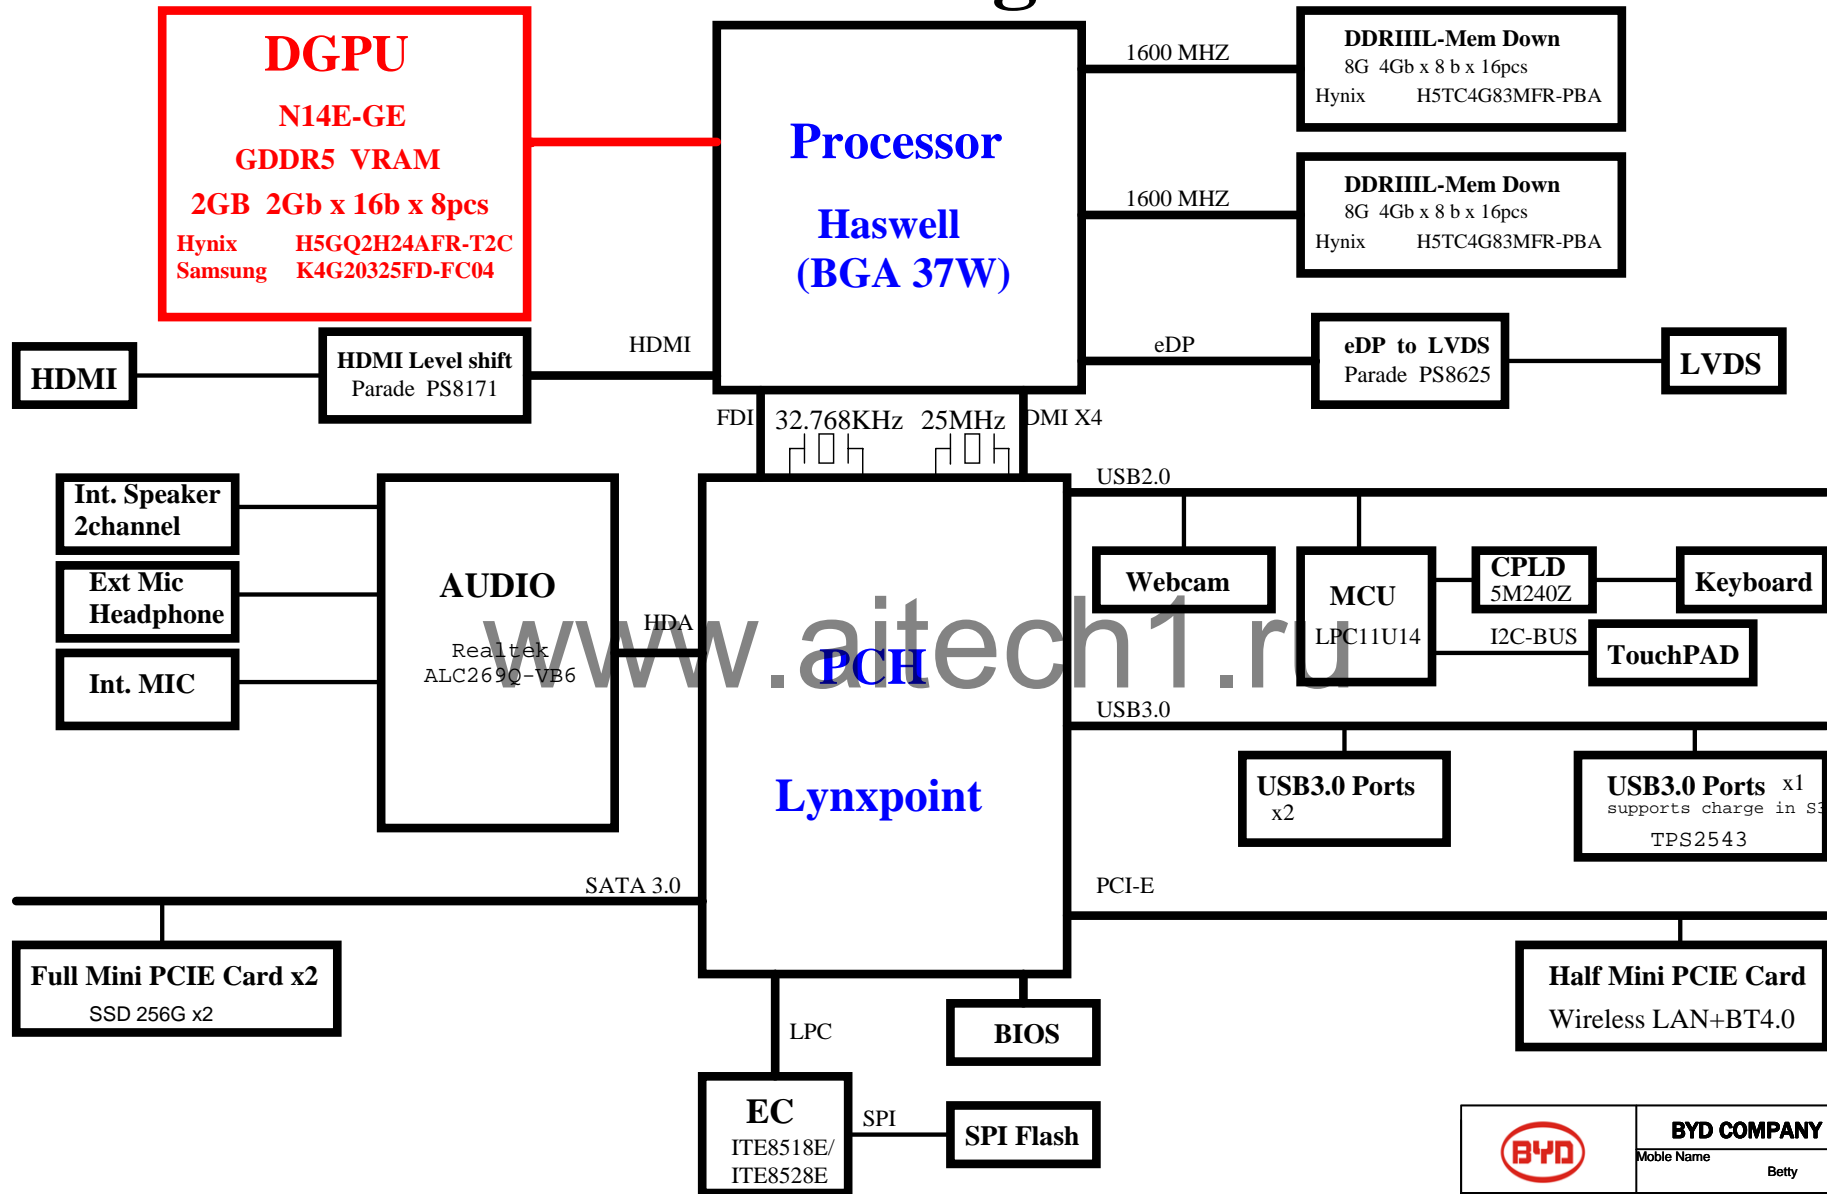 g
DGPU
N14E-GE
GDDR5 VRAM
2GB 2Gb x 16b x 8pcs
Hynix H5GQ2H24AFR-T2C
Samsung K4G20325FD-FC04
Processor
Haswell
(BGA 37W)
1600 MHZ
DDRIIIL-Mem Down
8G 4Gb x 8 b x 16pcs
Hynix H5TC4G83MFR-PBA
1600 MHZ
DDRIIIL-Mem Down
8G 4Gb x 8 b x 16pcs
Hynix H5TC4G83MFR-PBA
HDMI
HDMI Level shift
Parade PS8171
HDMI
eDP
eDP to LVDS
Parade PS8625
LVDS
FDI
32.768KHz
25MHz
DMI X4
Int. Speaker
2channel
Ext Mic
Headphone
Int. MIC
AUDIO
Realtek
ALC269Q-VB6
HDA
PCH
Lynxpoint
USB2.0
Webcam
MCU
LPC11U14
CPLD
5M240Z
Keyboard
I2C-BUS
TouchPAD
www.aitech1.ru
USB3.0
USB3.0 Ports
x2
USB3.0 Ports x1
supports charge in S3
TPS2543
SATA 3.0
PCI-E
Full Mini PCIE Card x2
SSD 256G x2
Half Mini PCIE Card
Wireless LAN+BT4.0
LPC
BIOS
EC
ITE8518E/
ITE8528E
SPI
SPI Flash
BYD
BYD COMPANY
Moble Name
Betty